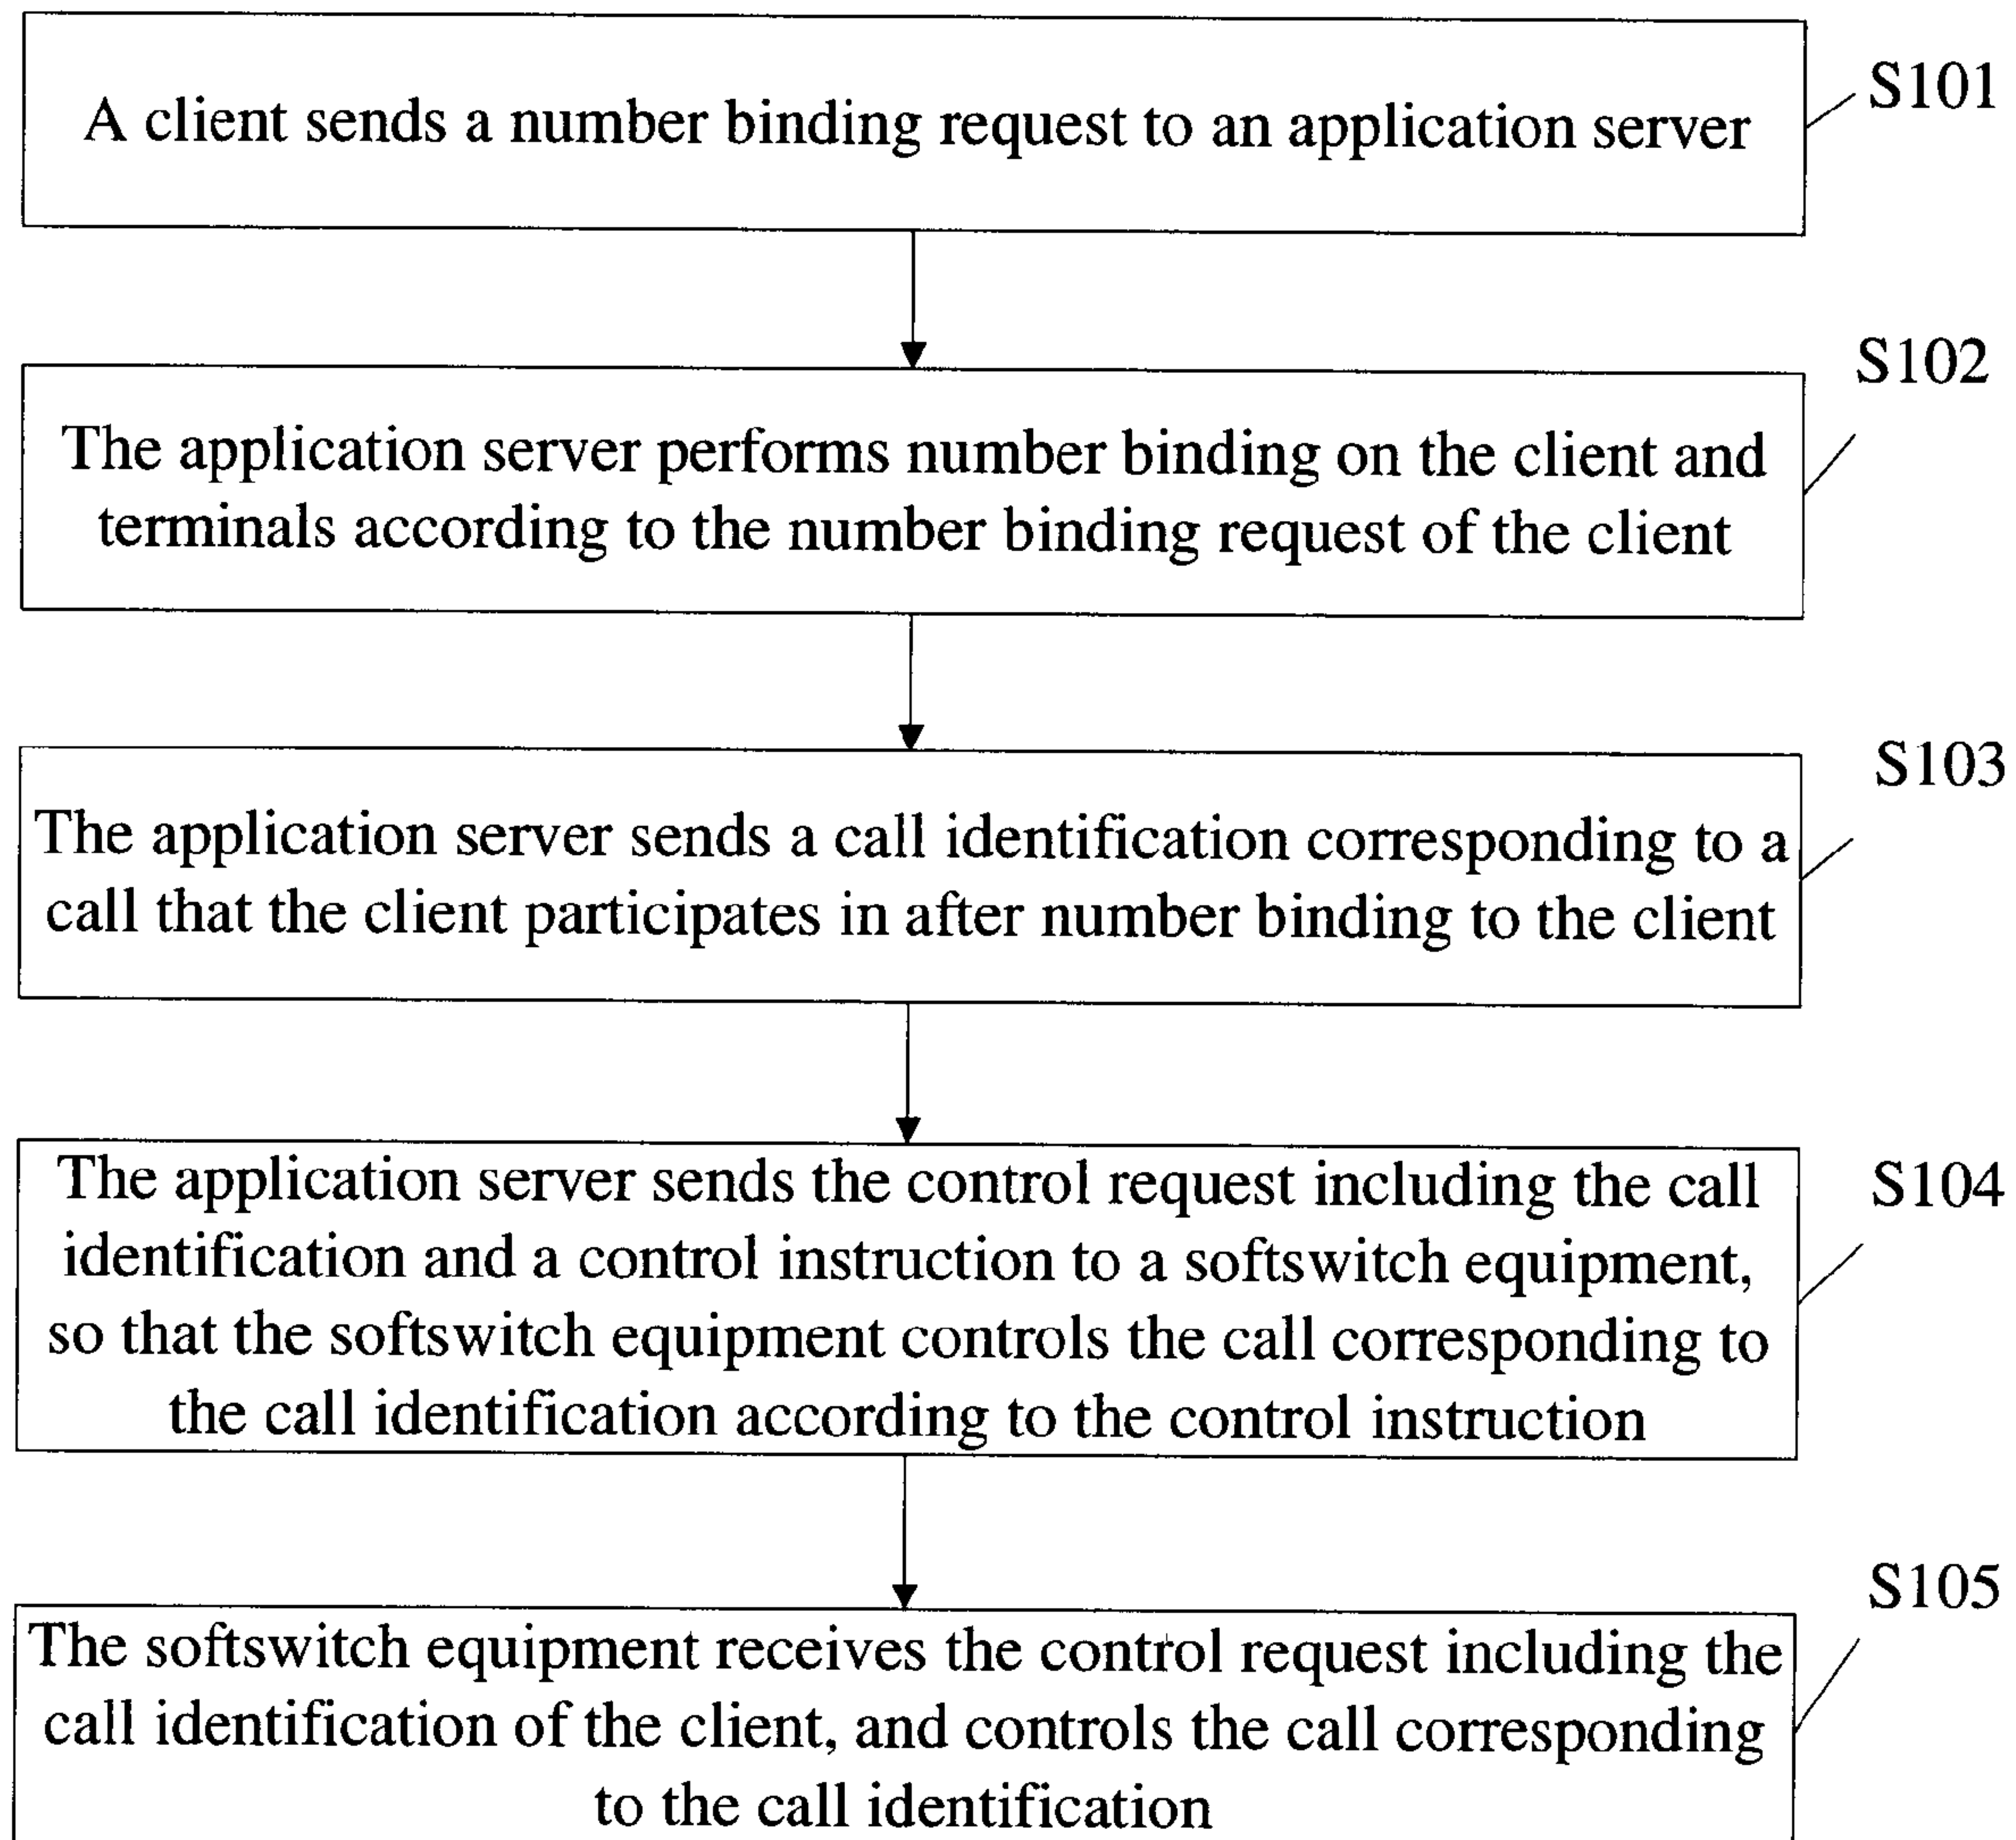 A client sends a number binding request to an application server
S101
The application server performs number binding on the client and
terminals according to the number binding request of the client
S102
The application server sends a call identification corresponding to a
call that the client participates in after number binding to the client
S103
The application server sends the control request including the call
identification and a control instruction to a softswitch equipment,
so that the softswitch equipment controls the call corresponding to
the call identification according to the control instruction
S104
The softswitch equipment receives the control request including the
call identification of the client, and controls the call corresponding
to the call identification
S105